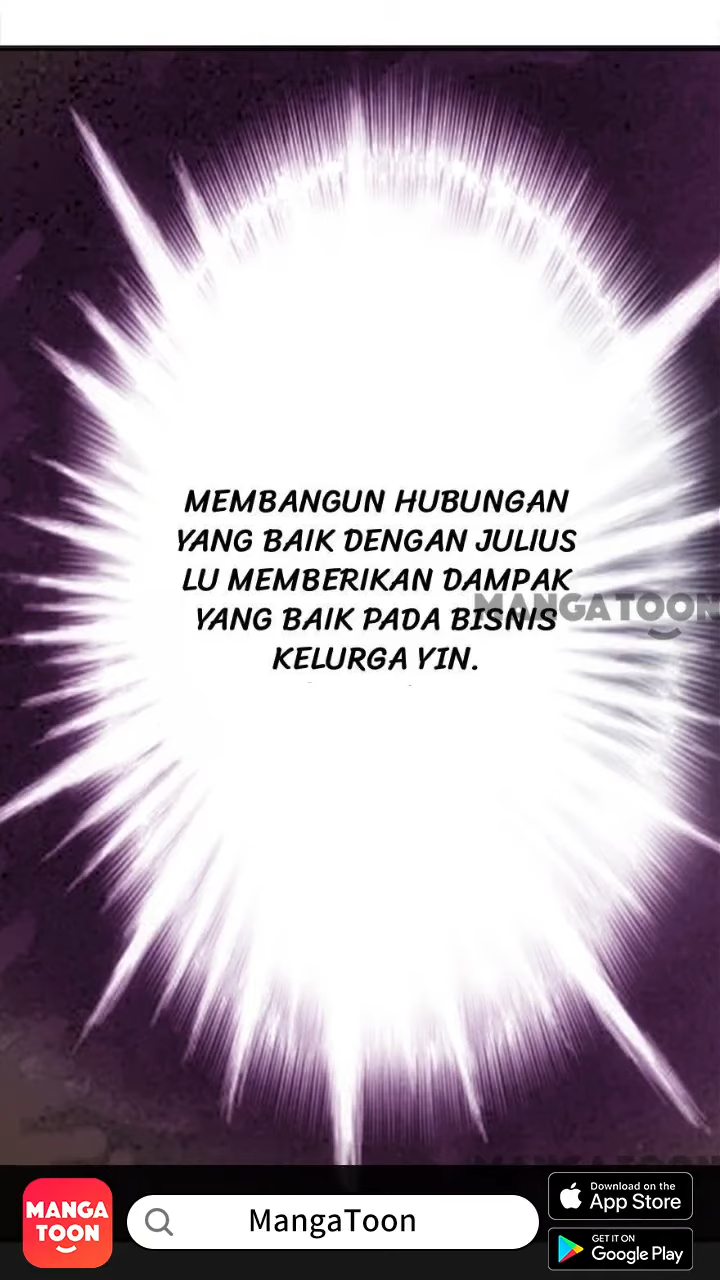 MEMBANGUN HUBUNGAN
YANG BAIK DENGAN JULIUS
LU MEMBERIKAN DAMPAK
YANG BAIK PADA BISNIS
KELURGA YIN.
MANGATOON
MANGATOON
MANGA
TOON
MangaToon
Download on the
App Store
GET IT ON
Google Play